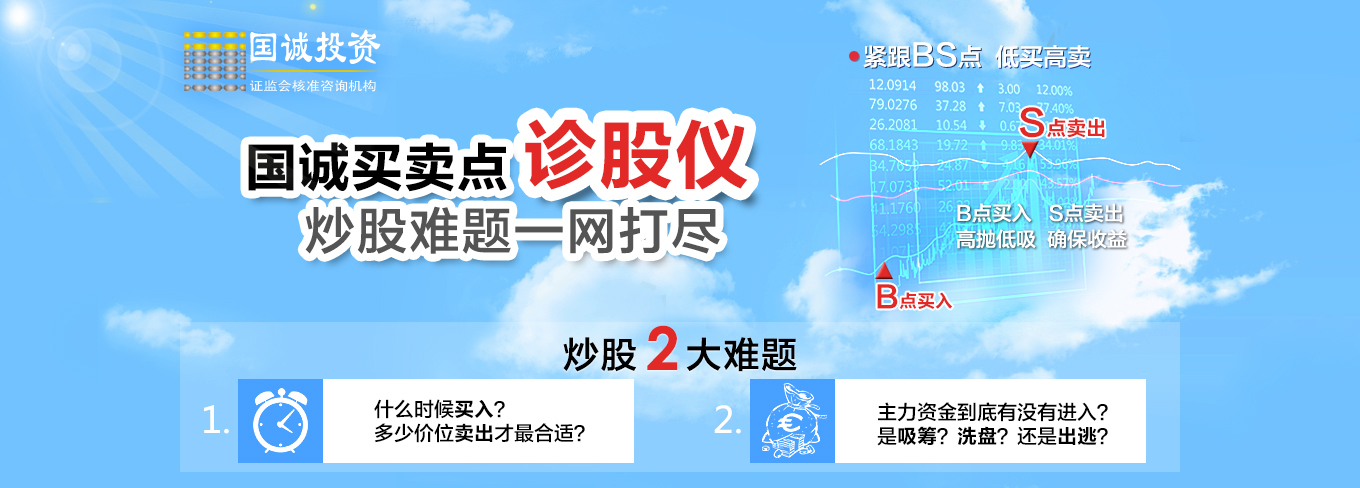 国诚投资
证监会核准咨询机构
国诚买卖点 诊股仪
炒股难题一网打尽
紧跟BS点 低买高卖
12.0914 98.03 3.00 12.00%
79.0276 37.28 7.03 77.40%
26.2081 10.54
S点卖出
68.1843 19.72
B点买入 S点卖出
高抛低吸 确保收益
B点买入
炒股2大难题
1.
什么时候买入?
多少价位卖出才最合适?
2.
主力资金到底有没有进入?
是吸筹? 洗盘? 还是出逃?